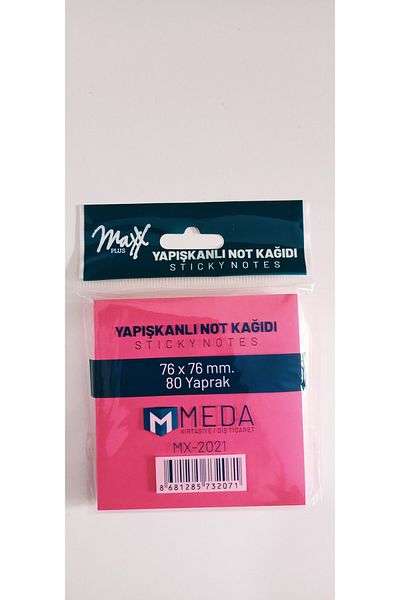 Maxx
PLUS
YAPIŞKANLI NOT KAĞIDI
STICKY NOTES
YAPIŞKANLI NOT KAĞIDI
STICKY NOTES
76 x 76 mm.
80 Yaprak
MEDA
KIRTASİYE / DIŞ TİCARET
MX-2021
8 681285 732071